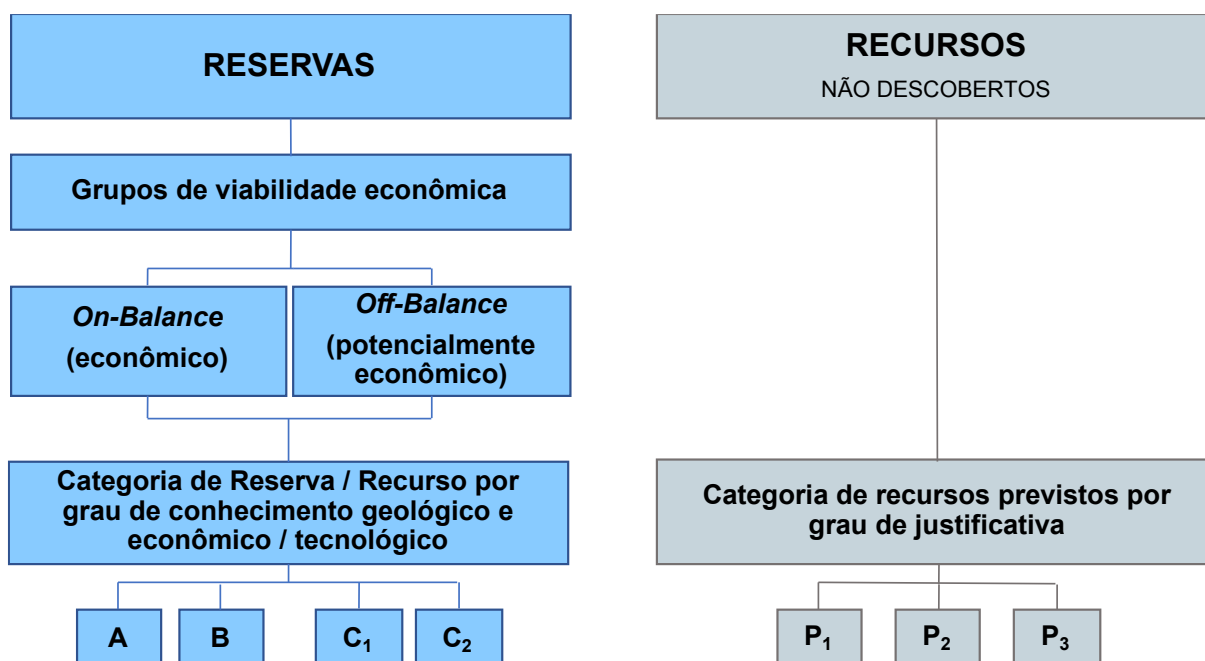 RESERVAS
Grupos de viabilidade econômica
On-Balance
(econômico)
Off-Balance
(potencialmente
econômico)
Categoria de Reserva / Recurso por
grau de conhecimento geológico e
econômico / tecnológico
A
B
C₁
C₂
RECURSOS
NÃO DESCOBERTOS
Categoria de recursos previstos por
grau de justificativa
P₁
P₂
P₃